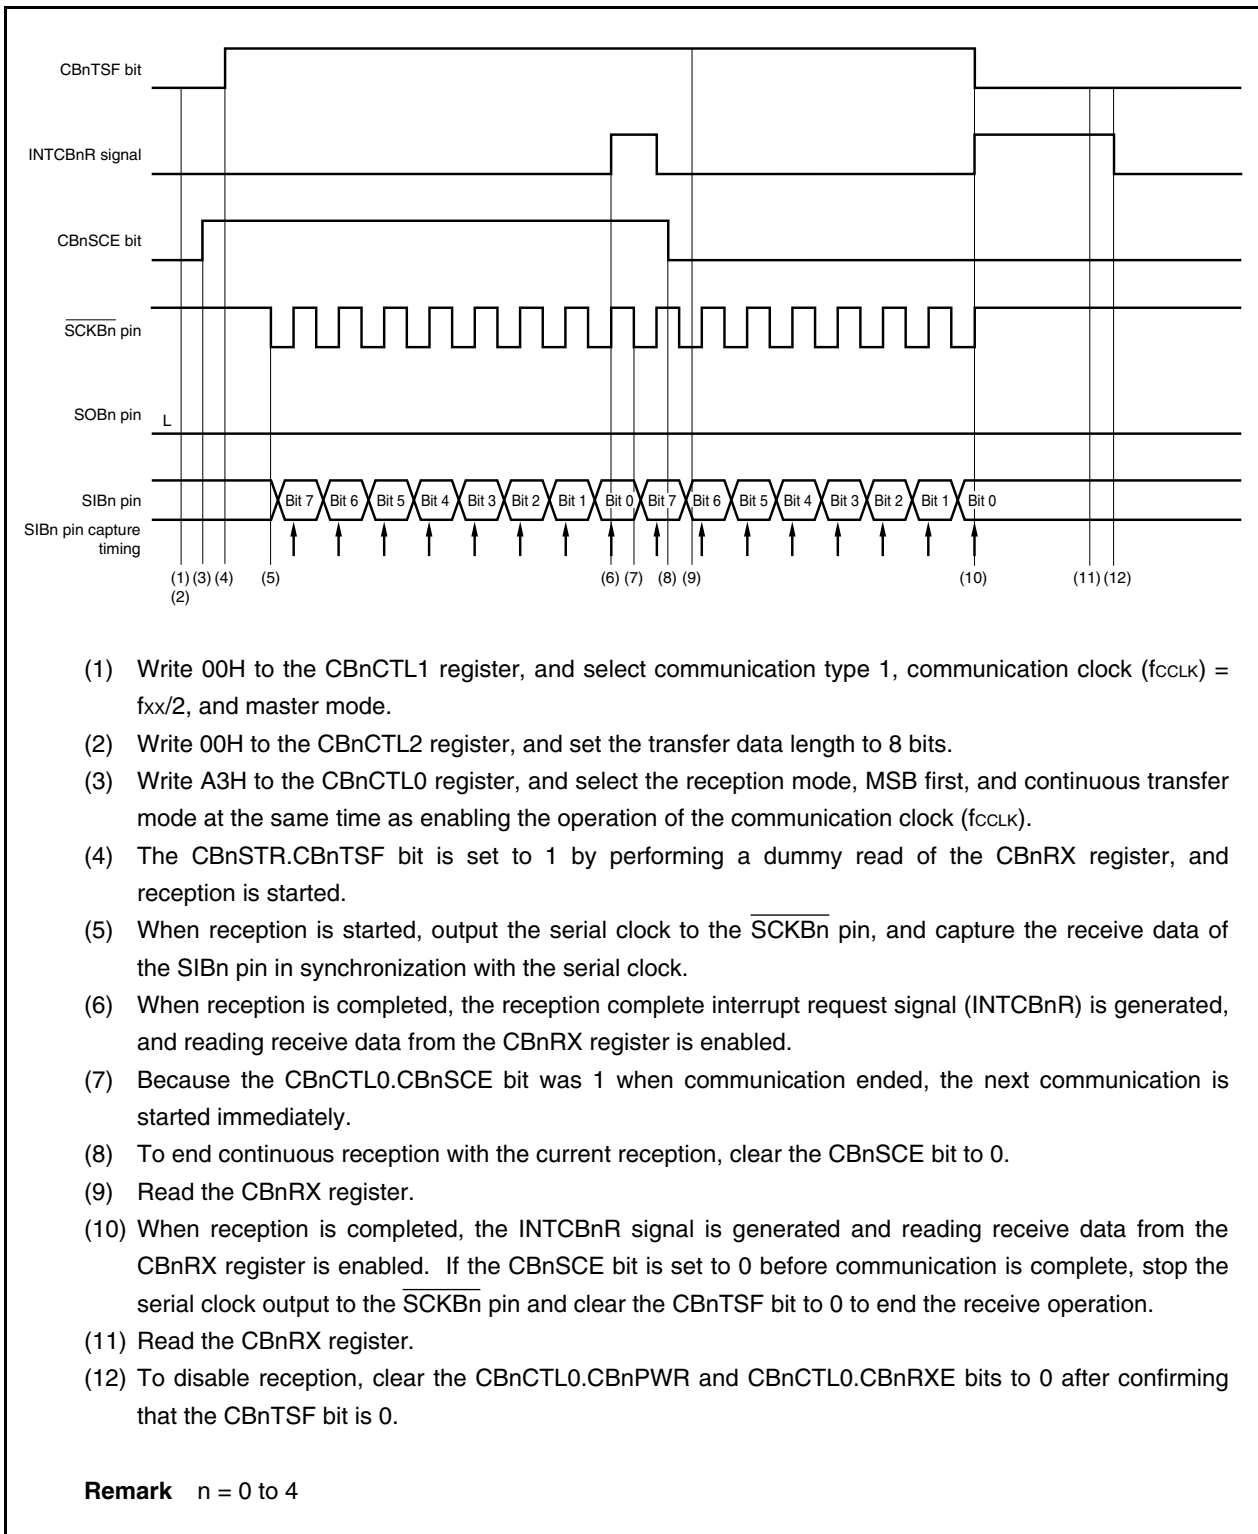 CBnTSF bit
INTCBnR signal
CBnSCE bit
SCKBn pin
SOBn pin L
SIBn pin Bit 7 Bit 6 Bit 5 Bit 4 Bit 3 Bit 2 Bit 1 Bit 0 Bit 7 Bit 6 Bit 5 Bit 4 Bit 3 Bit 2 Bit 1 Bit 0
SIBn pin capture
timing
(1) (3) (4) (5) (6) (7) (8) (9) (10) (11) (12)
(2)
(1) Write 00H to the CBnCTL1 register, and select communication type 1, communication clock (fCCLK) =
fxx/2, and master mode.
(2) Write 00H to the CBnCTL2 register, and set the transfer data length to 8 bits.
(3) Write A3H to the CBnCTL0 register, and select the reception mode, MSB first, and continuous transfer
mode at the same time as enabling the operation of the communication clock (fCCLK).
(4) The CBnSTR.CBnTSF bit is set to 1 by performing a dummy read of the CBnRX register, and
reception is started.
(5) When reception is started, output the serial clock to the SCKBn pin, and capture the receive data of
the SIBn pin in synchronization with the serial clock.
(6) When reception is completed, the reception complete interrupt request signal (INTCBnR) is generated,
and reading receive data from the CBnRX register is enabled.
(7) Because the CBnCTL0.CBnSCE bit was 1 when communication ended, the next communication is
started immediately.
(8) To end continuous reception with the current reception, clear the CBnSCE bit to 0.
(9) Read the CBnRX register.
(10) When reception is completed, the INTCBnR signal is generated and reading receive data from the
CBnRX register is enabled. If the CBnSCE bit is set to 0 before communication is complete, stop the
serial clock output to the SCKBn pin and clear the CBnTSF bit to 0 to end the receive operation.
(11) Read the CBnRX register.
(12) To disable reception, clear the CBnCTL0.CBnPWR and CBnCTL0.CBnRXE bits to 0 after confirming
that the CBnTSF bit is 0.
Remark n = 0 to 4